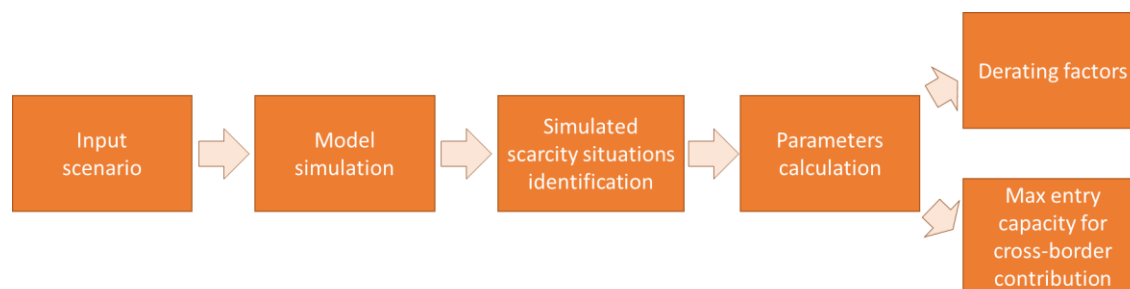 Input
scenario
Model
simulation
Simulated
scarcity situations
identification
Parameters
calculation
Derating factors
Max entry
capacity for
cross-border
contribution